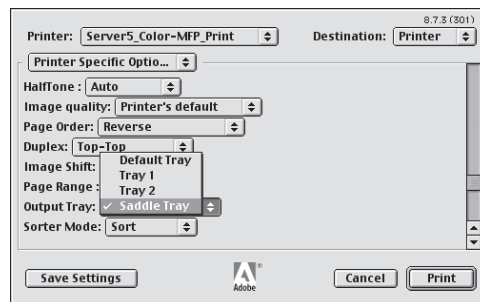 8.7.3 (301)
Printer: Server5_Color-MFP_Print Destination: Printer
Printer Specific Optio...
HalfTone : Auto
Image quality: Printer's default
Page Order: Reverse
Duplex: Top-Top
Default Tray
Image Shift:
Tray 1
Page Range :
Tray 2
Output Tray: ✓ Saddle Tray
Sorter Mode: Sort
Save Settings
Adobe
Cancel Print